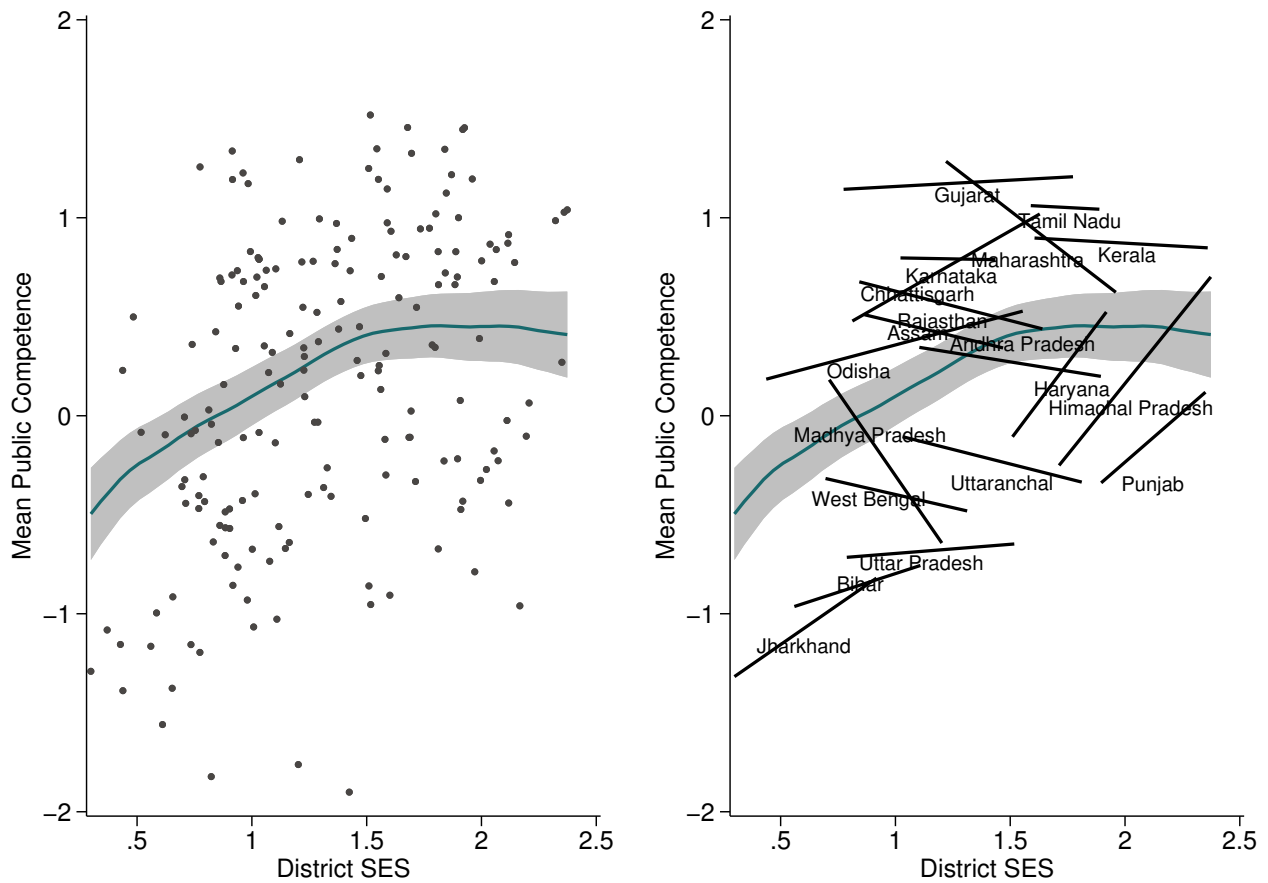 2
1
0
−1
−2
Mean Public Competence
.5
1
1.5
2
2.5
District SES
2
1
0
−1
−2
Mean Public Competence
Gujarat
Tamil Nadu
Kerala
Maharashtra
Karnataka
Chhattisgarh
Rajasthan
Assam
Andhra Pradesh
Odisha
Haryana
Himachal Pradesh
Madhya Pradesh
Uttaranchal
Punjab
West Bengal
Uttar Pradesh
Bihar
Jharkhand
.5
1
1.5
2
2.5
District SES